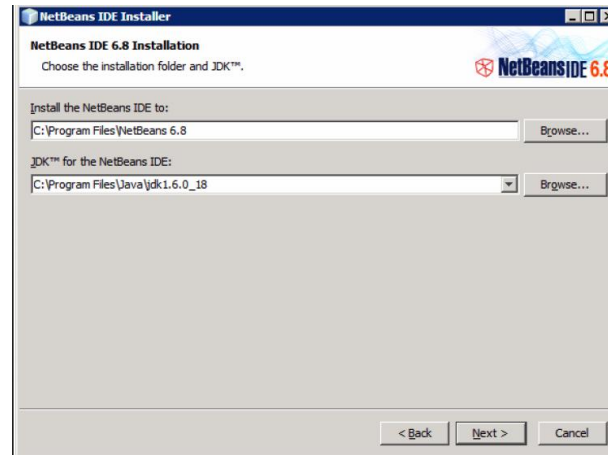 NetBeans IDE Installer
NetBeans IDE 6.8 Installation
Choose the installation folder and JDK™.
NetBeans IDE 6.8
Install the NetBeans IDE to:
C:\Program Files\NetBeans 6.8
Browse...
JDK™ for the NetBeans IDE:
C:\Program Files\Java\jdk1.6.0_18
Browse...
< Back
Next >
Cancel